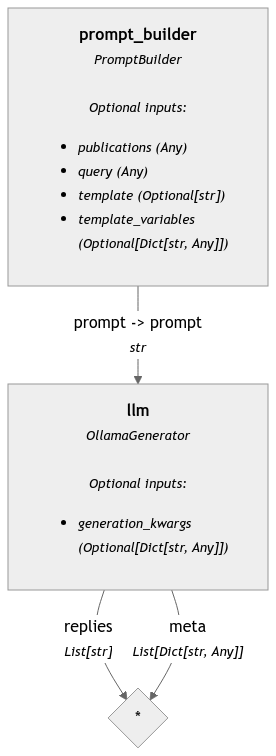 prompt_builder
PromptBuilder
Optional inputs:
• publications (Any)
• query (Any)
• template (Optional[str])
• template_variables
(Optional[Dict[str, Any]])
prompt -> prompt
str
llm
OllamaGenerator
Optional inputs:
• generation_kwargs
(Optional[Dict[str, Any]])
replies meta
List[str] List[Dict[str, Any]]
*